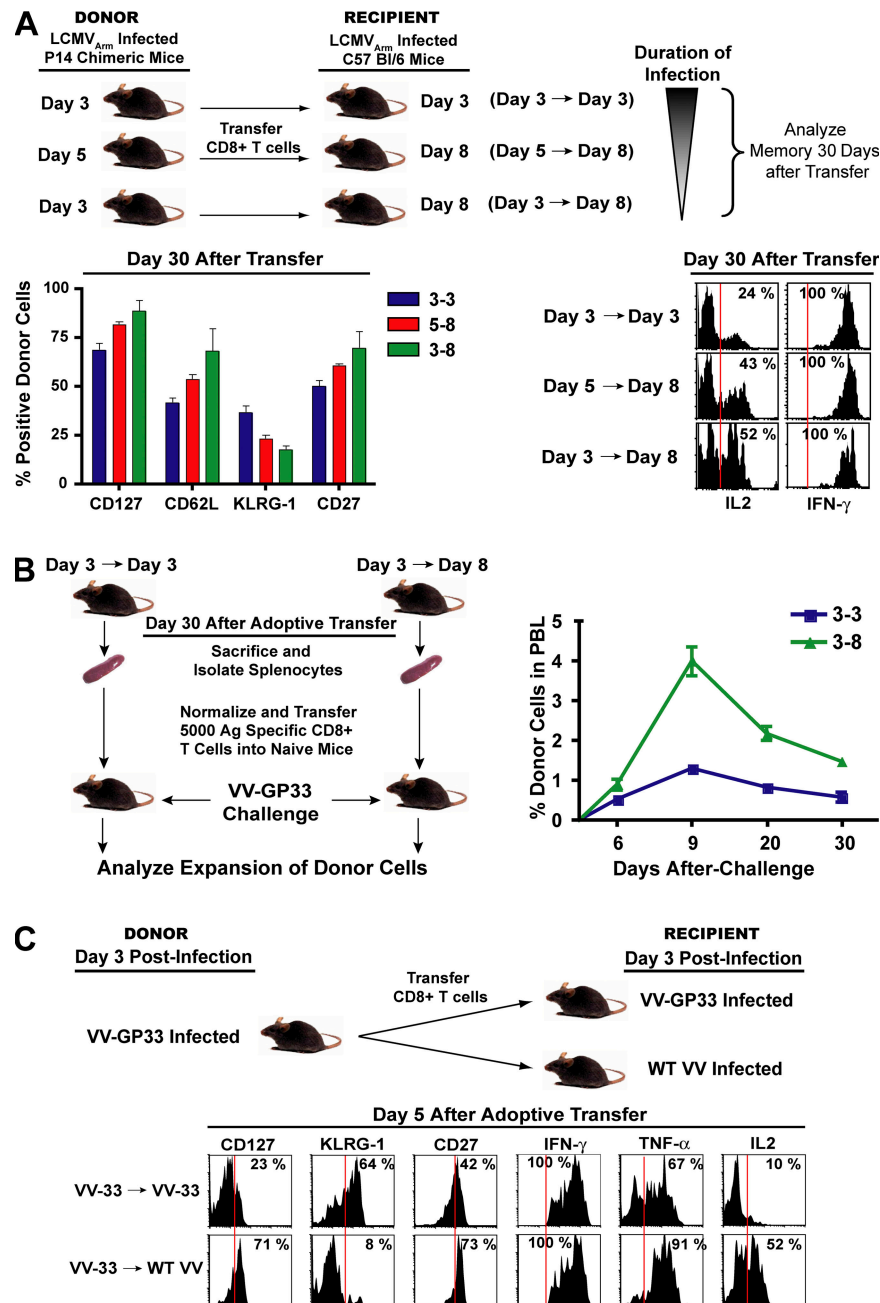 A
DONOR
LCMVArm Infected
P14 Chimeric Mice
RECIPIENT
LCMVArm Infected
C57 Bl/6 Mice
Duration of
Infection
Day 3
Day 3 (Day 3 → Day 3)
Transfer
CD8+ T cells
Day 5
Day 8 (Day 5 → Day 8)
Day 3
Day 8 (Day 3 → Day 8)
Analyze
Memory 30 Days
after Transfer
Day 30 After Transfer
% Positive Donor Cells
100
75
50
25
0
CD127 CD62L KLRG-1 CD27
3-3
5-8
3-8
Day 30 After Transfer
Day 3 → Day 3
24 % 100 %
Day 5 → Day 8
43 % 100 %
Day 3 → Day 8
52 % 100 %
IL2 IFN-γ
B
Day 3 → Day 3
Day 3 → Day 8
Day 30 After Adoptive Transfer
Sacrifice and
Isolate Splenocytes
Normalize and Transfer
5000 Ag Specific CD8+
T Cells into Naive Mice
VV-GP33
Challenge
Analyze Expansion of Donor Cells
% Donor Cells in PBL
5
4
3
2
1
0
6 9 20 30
Days After-Challenge
3-3
3-8
C
DONOR
Day 3 Post-Infection
RECIPIENT
Day 3 Post-Infection
Transfer
CD8+ T cells
VV-GP33 Infected
VV-GP33 Infected
WT VV Infected
Day 5 After Adoptive Transfer
CD127 KLRG-1 CD27 IFN-γ TNF-α IL2
VV-33 → VV-33
23 % 64 % 42 % 100 % 67 % 10 %
VV-33 → WT VV
71 % 8 % 73 % 100 % 91 % 52 %